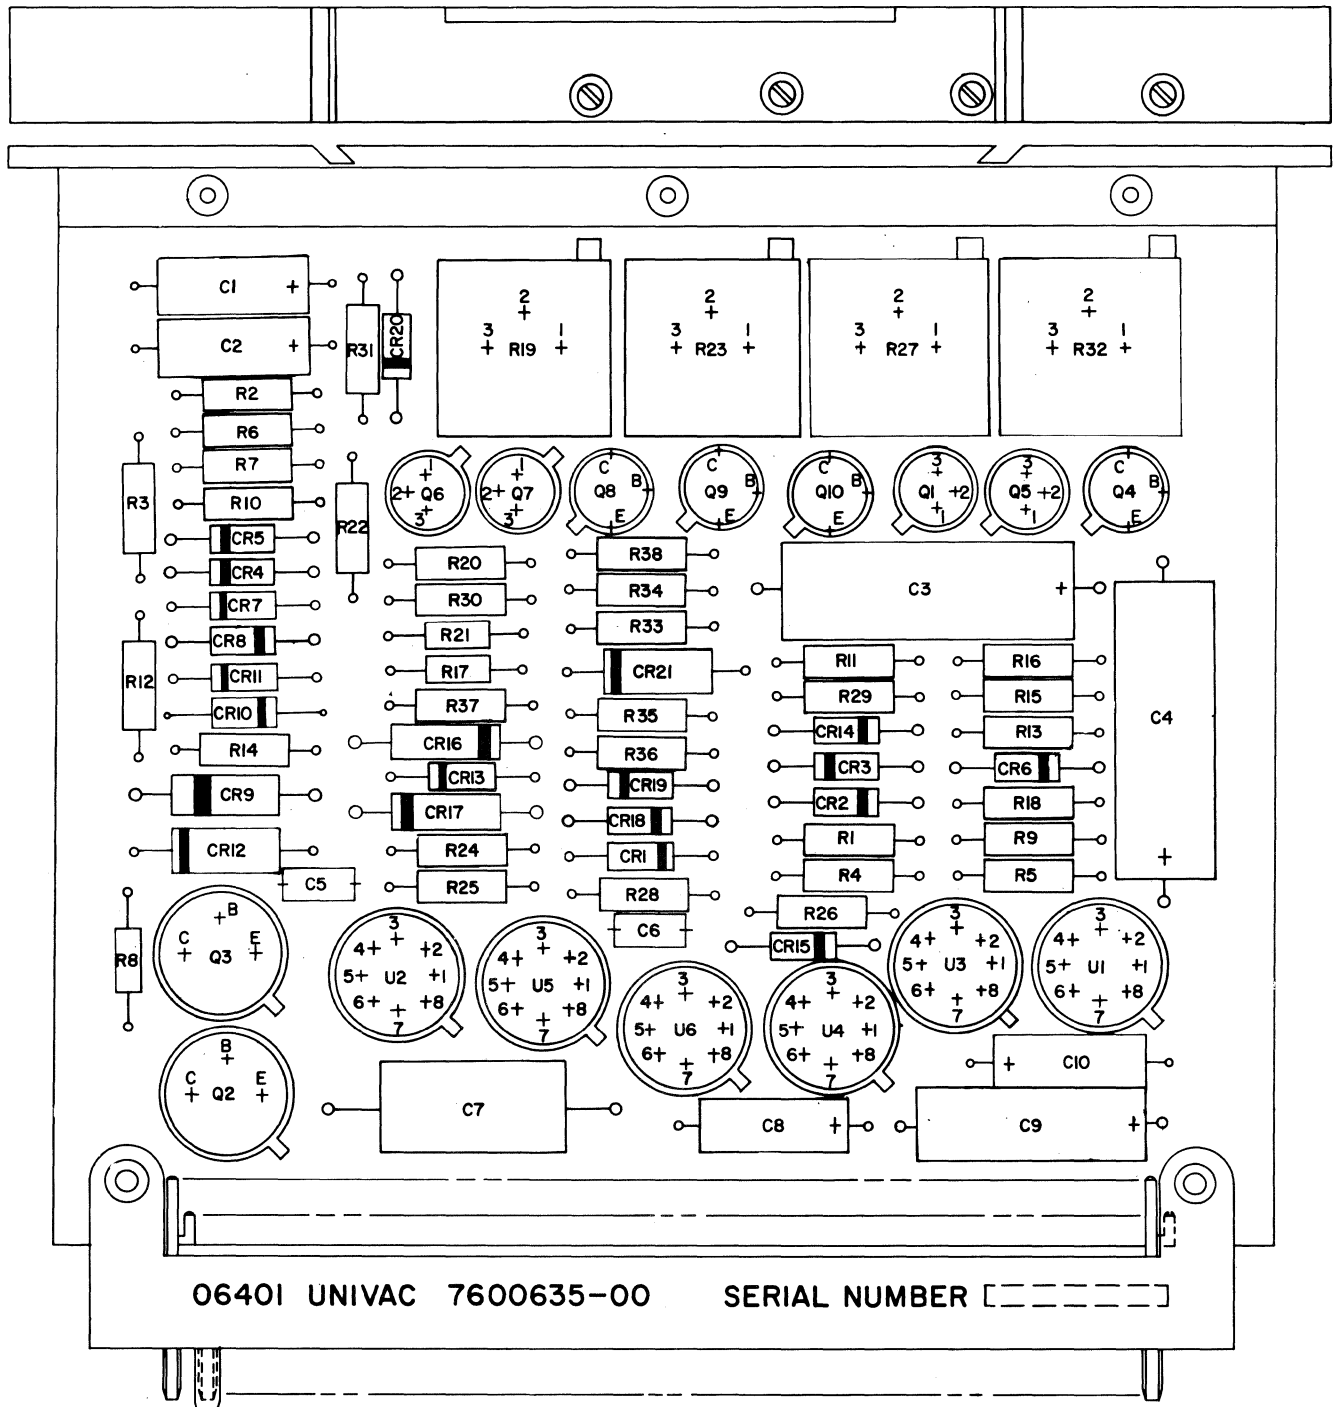 C1 +
C2 +
R31
CR20
2
3 R19 1
2
3 R23 1
2
3 R27 1
2
3 R32 1
R2
R6
R7
R10
R3
R22
CR5
CR4
CR7
CR8
CR11
CR10
R12
R14
CR9
CR12
C5
1
2+ Q6
3
1
2+ Q7
3
C
Q8 B
E
C
Q9 B
E
C
Q10 B
E
3
Q1 +2
1
3
Q5 +2
1
C
Q4 B
E
R20
R30
R21
R17
R37
CR16
CR13
CR17
R24
R25
R38
R34
R33
CR21
R35
R36
CR19
CR18
CR1
R28
C6
C3 +
C4
+
R11
R29
CR14
CR3
CR2
R1
R4
R26
CR15
R16
R15
R13
CR6
R18
R9
R5
R8
B
C Q3 E
B
C Q2 E
3
4+ +2
5+ U2 +1
6+ +8
7
3
4+ +2
5+ U5 +1
6+ +8
7
3
4+ +2
5+ U6 +1
6+ +8
7
3
4+ +2
5+ U4 +1
6+ +8
7
3
4+ +2
5+ U3 +1
6+ +8
7
3
4+ +2
5+ U1 +1
6+ +8
7
+ C10
C7
C8 +
C9 +
06401 UNIVAC 7600635-00 SERIAL NUMBER